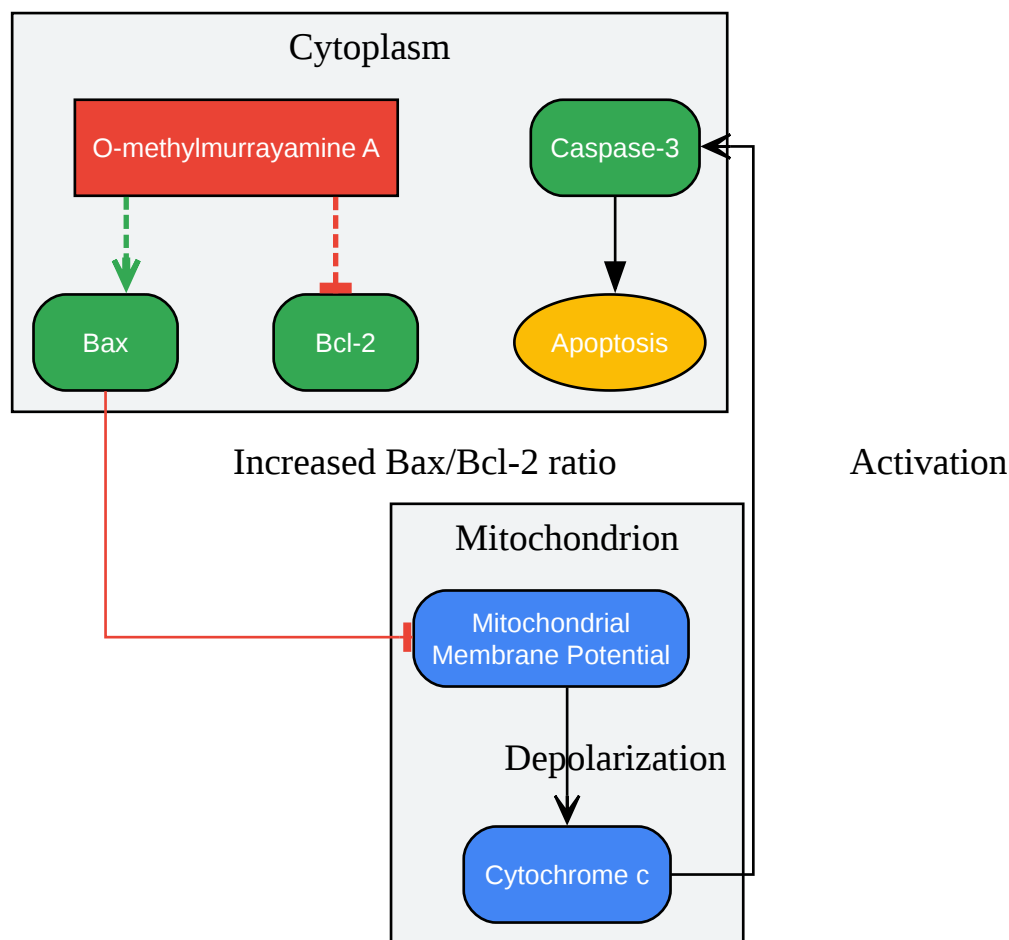 Cytoplasm
O-methylmurrayamine A
Caspase-3
Bax
Bcl-2
Apoptosis
Increased Bax/Bcl-2 ratio
Activation
Mitochondrion
Mitochondrial
Membrane Potential
Depolarization
Cytochrome c